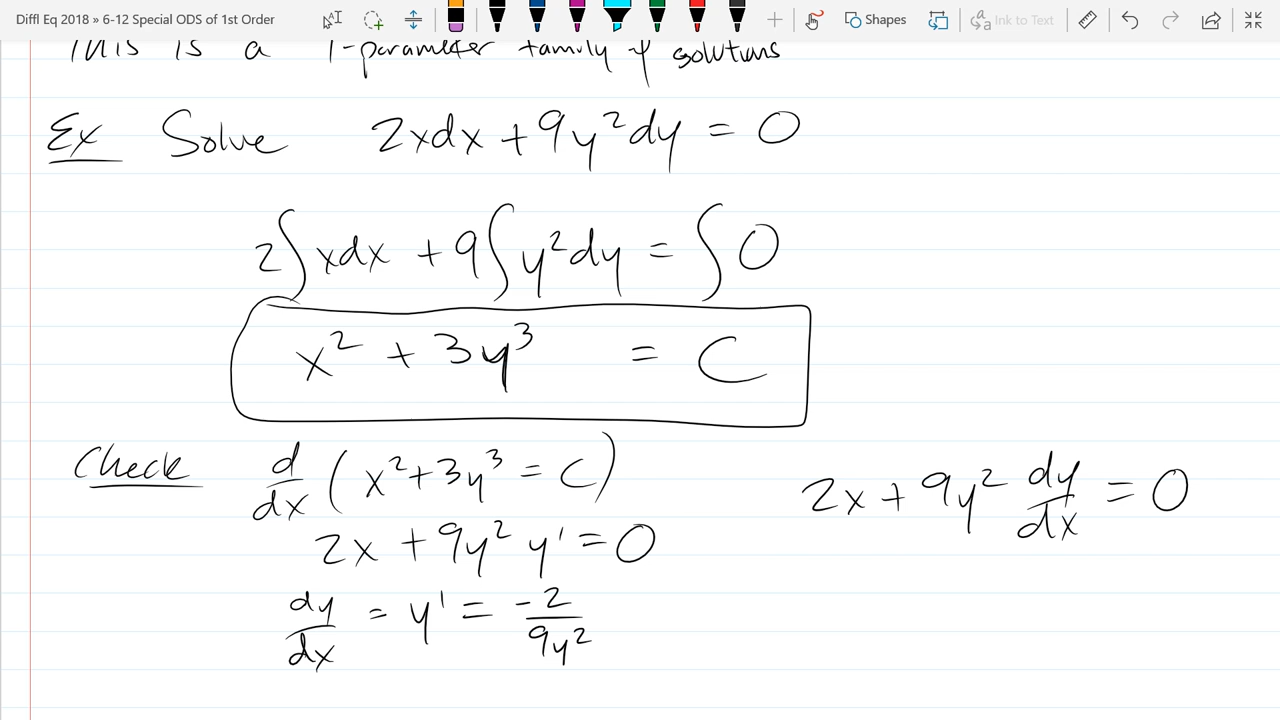 Diffl Eq 2018 » 6-12 Special ODS of 1st Order
Shapes
Ink to Text
This is a 1-parameter family of solutions
Ex Solve 2xdx + 9y²dy = 0
2∫xdx + 9∫y²dy = ∫0
x² + 3y³ = C
Check d/dx (x² + 3y³ = C)
2x + 9y² dy/dx = 0
2x + 9y² y' = 0
dy/dx = y' = -2/9y²